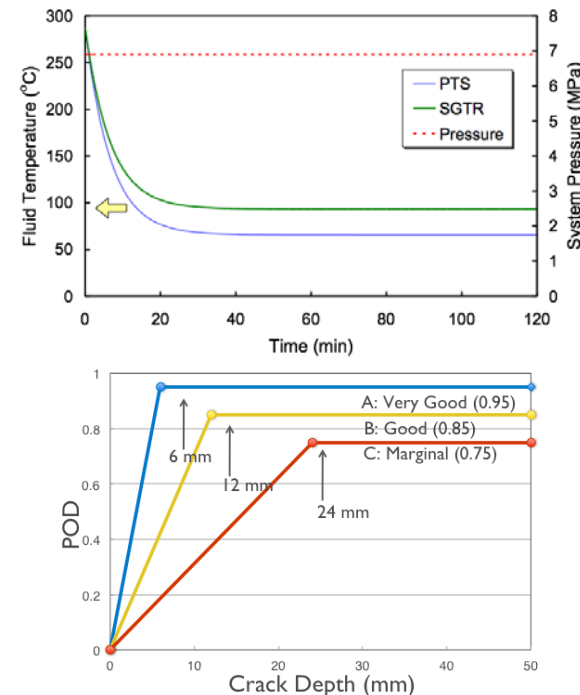 300
250
200
150
100
50
0
Fluid Temperature (°C)
8
7
6
5
4
3
2
1
0
System Pressure (MPa)
PTS
SGTR
Pressure
0 20 40 60 80 100 120
Time (min)
1
0.8
0.6
0.4
0.2
0
POD
A: Very Good (0.95)
B: Good (0.85)
C: Marginal (0.75)
6 mm
12 mm
24 mm
0 10 20 30 40 50
Crack Depth (mm)